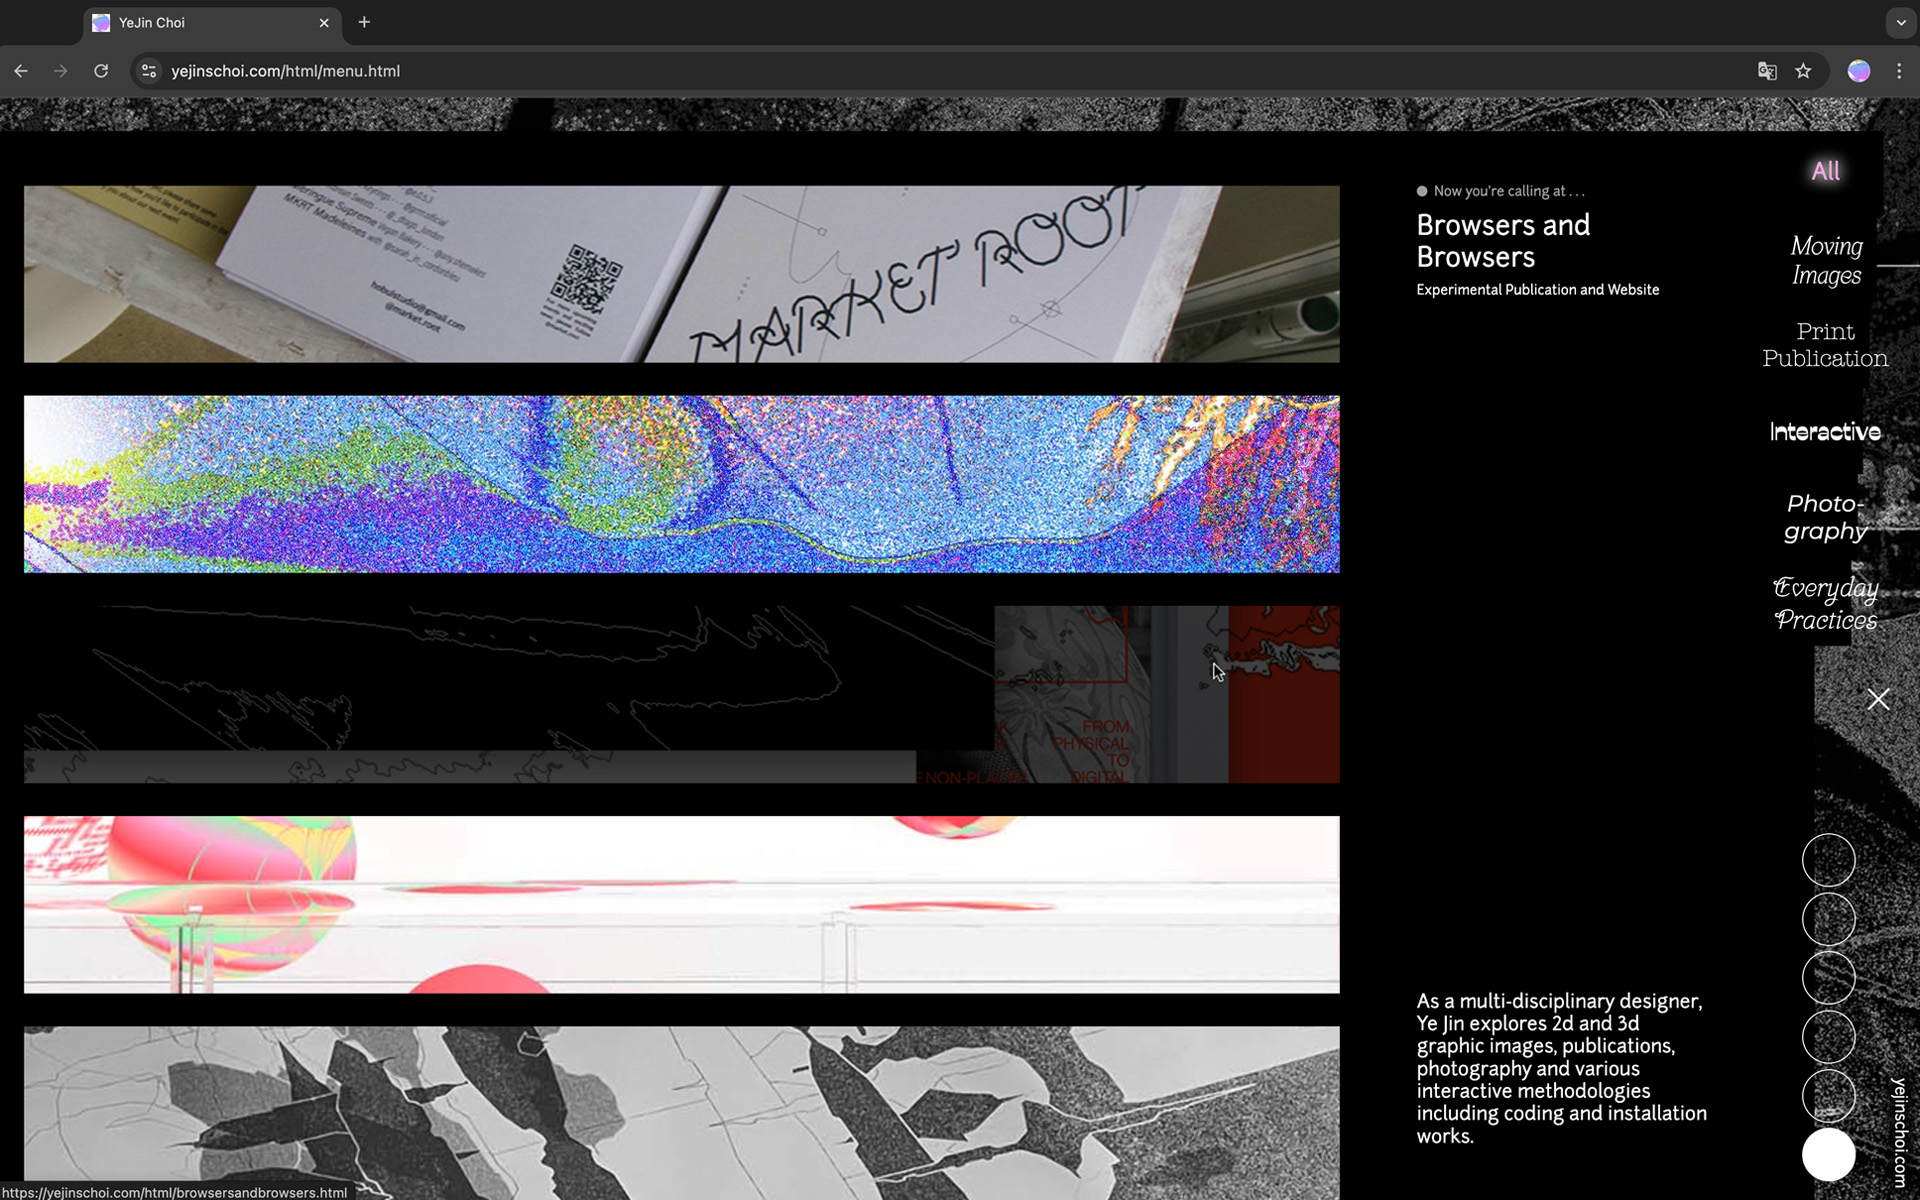 YeJin Choi
yejinschoi.com/html/menu.html
MKRT Madeleines
hobulstudio@gmail.com
@market.root
MARKET ROOT
Now you're calling at . . .
Browsers and
Browsers
Experimental Publication and Website
All
Moving
Images
Print
Publication
Interactive
Photo-
graphy
Everyday
Practices
FROM
PHYSICAL
TO
DIGITAL
As a multi-disciplinary designer,
Ye Jin explores 2d and 3d
graphic images, publications,
photography and various
interactive methodologies
including coding and installation
works.
yejinschoi.com
https://yejinschoi.com/html/browsersandbrowsers.html